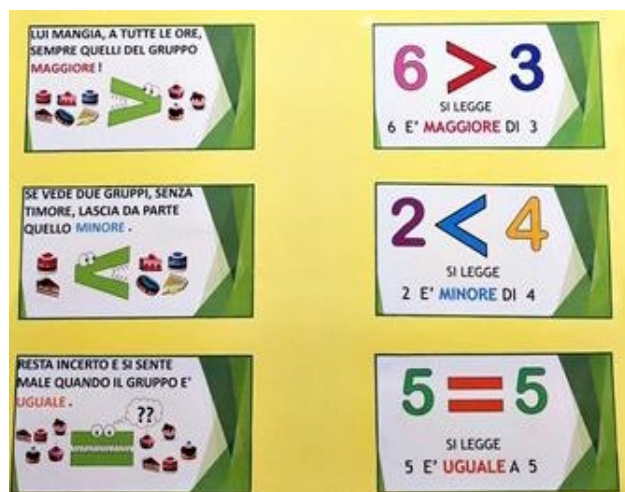 LUI MANGIA, A TUTTE LE ORE,
SEMPRE QUELLI DEL GRUPPO
MAGGIORE !
6 > 3
SI LEGGE
6 E' MAGGIORE DI 3
SE VEDE DUE GRUPPI, SENZA
TIMORE, LASCIA DA PARTE
QUELLO MINORE .
2 < 4
SI LEGGE
2 E' MINORE DI 4
RESTA INCERTO E SI SENTE
MALE QUANDO IL GRUPPO E'
UGUALE .
??
5 = 5
SI LEGGE
5 E' UGUALE A 5